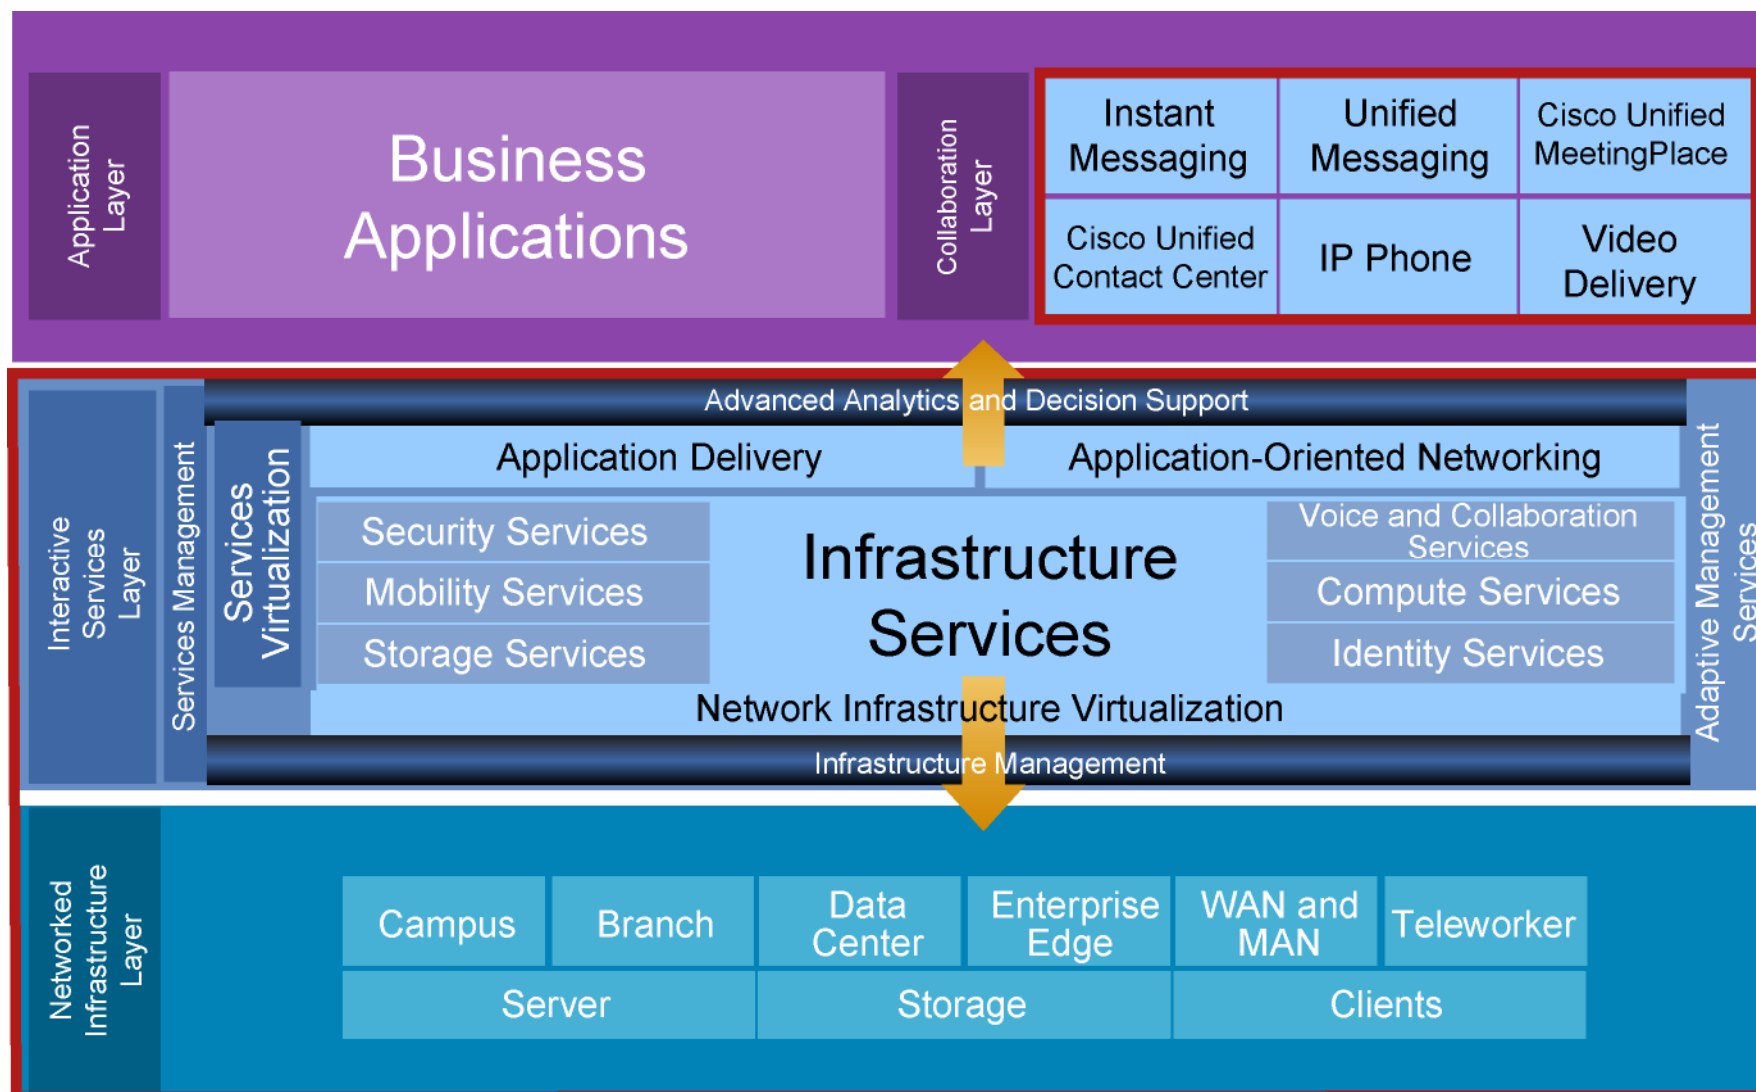 Application
Layer
Business
Applications
Collaboration
Layer
Instant
Messaging
Unified
Messaging
Cisco Unified
MeetingPlace
Cisco Unified
Contact Center
IP Phone
Video
Delivery
Interactive
Services
Layer
Services Management
Advanced Analytics and Decision Support
Services
Virtualization
Application Delivery
Application-Oriented Networking
Security Services
Mobility Services
Storage Services
Infrastructure
Services
Voice and Collaboration
Services
Compute Services
Identity Services
Network Infrastructure Virtualization
Infrastructure Management
Adaptive Management
Services
Networked
Infrastructure
Layer
Campus
Branch
Data
Center
Enterprise
Edge
WAN and
MAN
Teleworker
Server
Storage
Clients